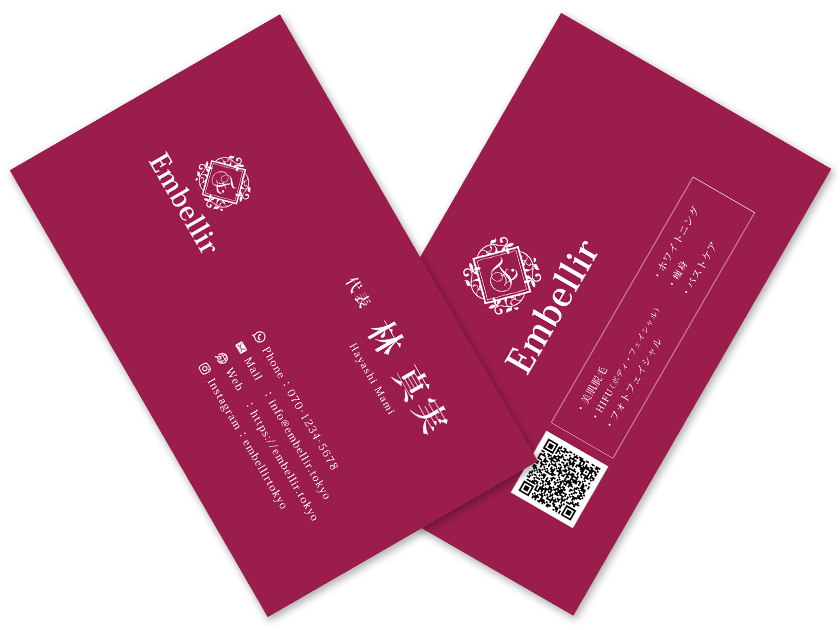 Embellir
代表
林 真実
Hayashi Mami
Phone : 070-1234-5678
Mail : info@embellir.tokyo
Web : https://embellir.tokyo
Instagram : embellirtokyo
Embellir
・美肌脱毛
・HIFU(ボディ・フェイシャル)
・フォトフェイシャル
・ホワイトニング
・痩身
・バストケア